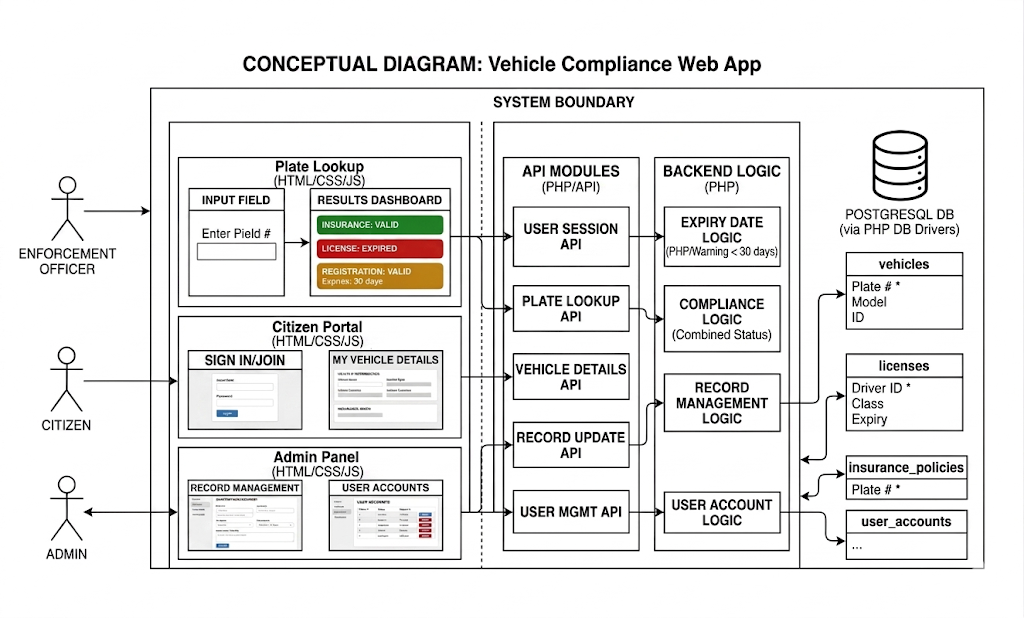 CONCEPTUAL DIAGRAM: Vehicle Compliance Web App
SYSTEM BOUNDARY
ENFORCEMENT
OFFICER
CITIZEN
ADMIN
Plate Lookup
(HTML/CSS/JS)
INPUT FIELD
Enter Pield #
RESULTS DASHBOARD
INSURANCE: VALID
LICENSE: EXPIRED
REGISTRATION: VALID
Expnes: 30 daye
Citizen Portal
(HTML/CSS/JS)
SIGN IN/JOIN
Password
MY VEHICLE DETAILS
Admin Panel
(HTML/CSS/JS)
RECORD MANAGEMENT
USER ACCOUNTS
USER ACCOUNTS
API MODULES
(PHP/API)
USER SESSION
API
PLATE LOOKUP
API
VEHICLE DETAILS
API
RECORD UPDATE
API
USER MGMT API
BACKEND LOGIC
(PHP)
EXPIRY DATE
LOGIC
(PHP/Warning < 30 days)
COMPLIANCE
LOGIC
(Combined Status)
RECORD
MANAGEMENT
LOGIC
USER ACCOUNT
LOGIC
POSTGRESQL DB
(via PHP DB Drivers)
vehicles
Plate # *
Model
ID
licenses
Driver ID *
Class
Expiry
insurance_policies
Plate # *
user_accounts
...